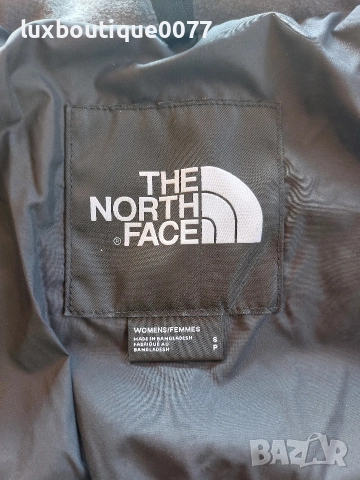 luxboutique0077
THE
NORTH
FACE
®
WOMENS/FEMMES
MADE IN BANGLADESH
FABRIQUÉ AU
BANGLADESH
S
P
BAZAR